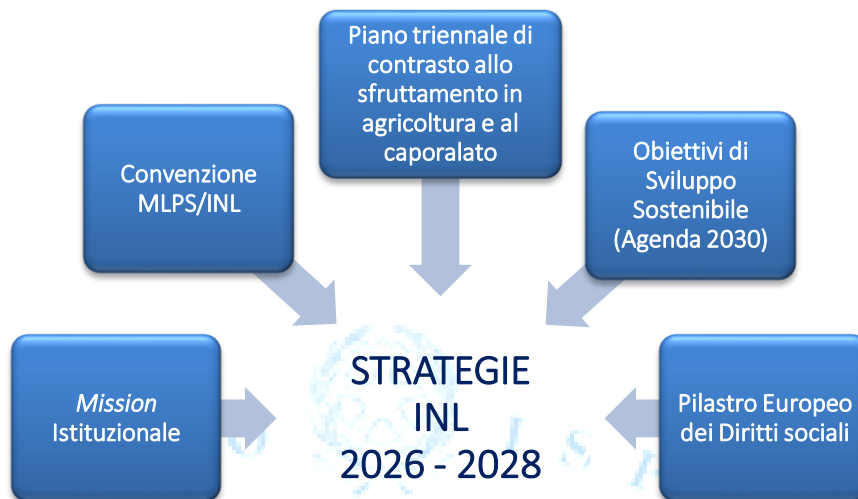 Piano triennale di
contrasto allo
sfruttamento in
agricoltura e al
caporalato
Convenzione
MLPS/INL
Obiettivi di
Sviluppo
Sostenibile
(Agenda 2030)
Mission
Istituzionale
STRATEGIE
INL
2026 - 2028
Pilastro Europeo
dei Diritti sociali